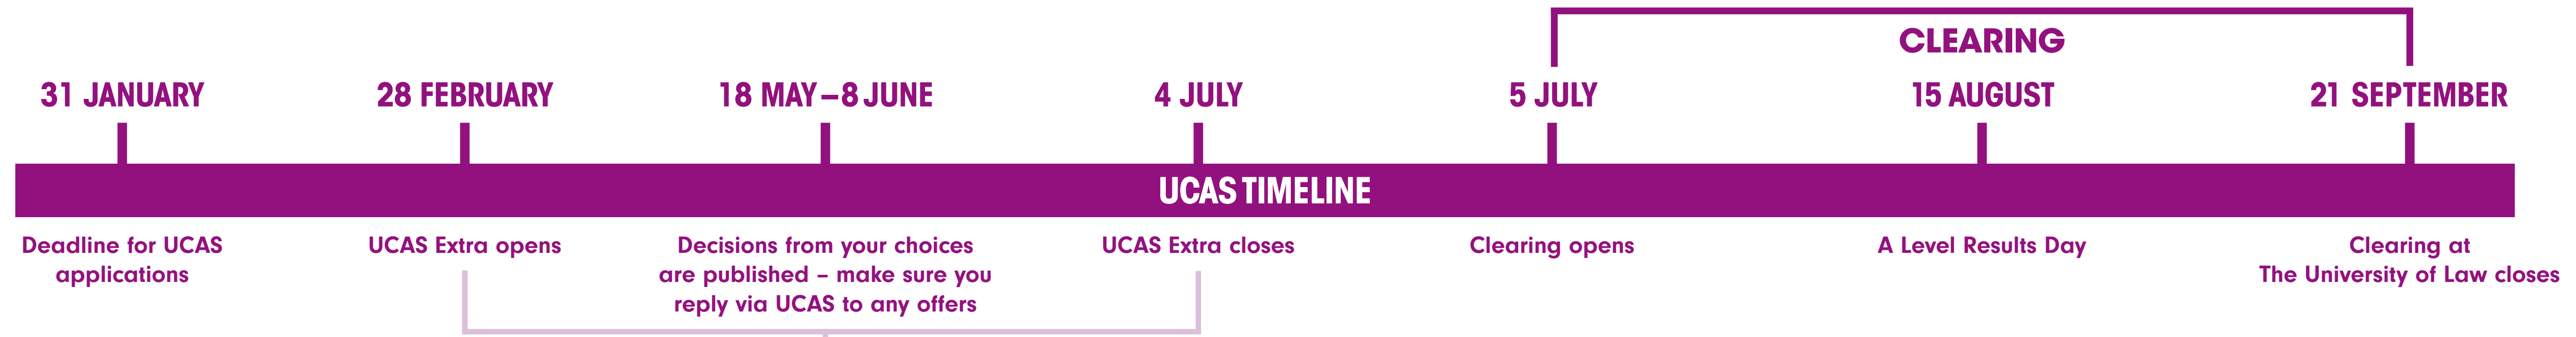 CLEARING
31 JANUARY
28 FEBRUARY
18 MAY – 8 JUNE
4 JULY
5 JULY
15 AUGUST
21 SEPTEMBER
UCAS TIMELINE
Deadline for UCAS
applications
UCAS Extra opens
Decisions from your choices
are published – make sure you
reply via UCAS to any offers
UCAS Extra closes
Clearing opens
A Level Results Day
Clearing at
The University of Law closes